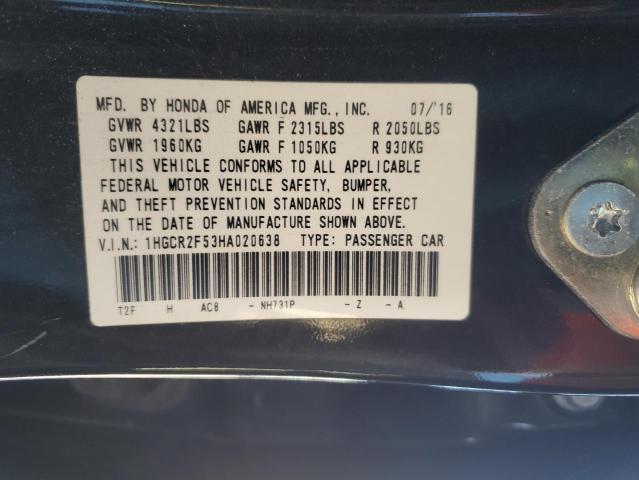 MFD. BY HONDA OF AMERICA MFG., INC. 07/'16
GVWR 4321LBS GAWR F 2315LBS R 2050LBS
GVWR 1960KG GAWR F 1050KG R 930KG
THIS VEHICLE CONFORMS TO ALL APPLICABLE
FEDERAL MOTOR VEHICLE SAFETY, BUMPER,
AND THEFT PREVENTION STANDARDS IN EFFECT
ON THE DATE OF MANUFACTURE SHOWN ABOVE.
V.I.N.: 1HGCR2F53HA020638 TYPE: PASSENGER CAR
T2F H AC8 - NH731P - Z - A